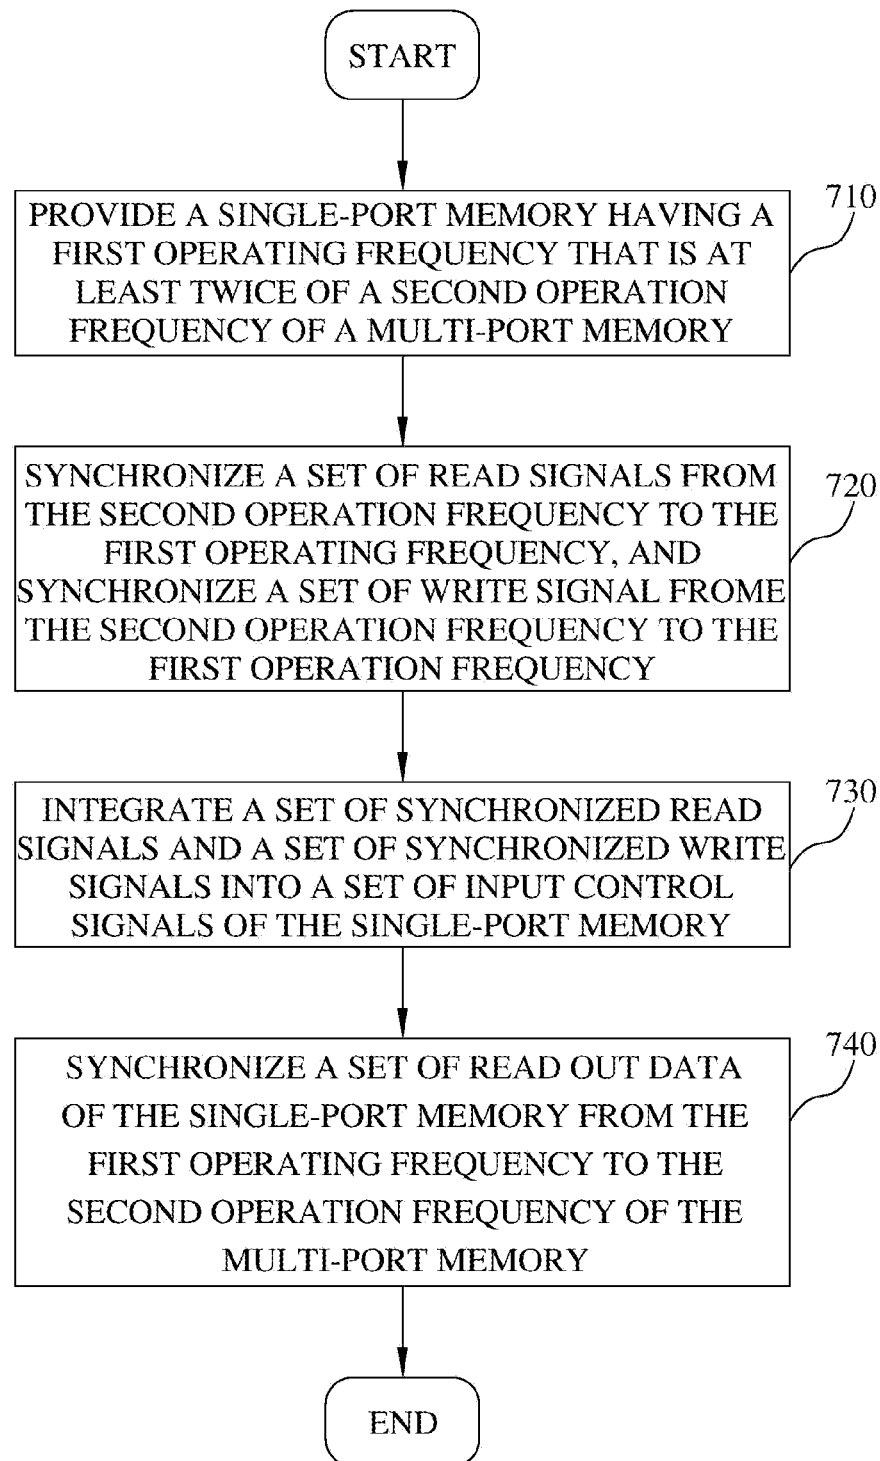 START
710
PROVIDE A SINGLE-PORT MEMORY HAVING A
FIRST OPERATING FREQUENCY THAT IS AT
LEAST TWICE OF A SECOND OPERATION
FREQUENCY OF A MULTI-PORT MEMORY
720
SYNCHRONIZE A SET OF READ SIGNALS FROM
THE SECOND OPERATION FREQUENCY TO THE
FIRST OPERATING FREQUENCY, AND
SYNCHRONIZE A SET OF WRITE SIGNAL FROME
THE SECOND OPERATION FREQUENCY TO THE
FIRST OPERATION FREQUENCY
730
INTEGRATE A SET OF SYNCHRONIZED READ
SIGNALS AND A SET OF SYNCHRONIZED WRITE
SIGNALS INTO A SET OF INPUT CONTROL
SIGNALS OF THE SINGLE-PORT MEMORY
740
SYNCHRONIZE A SET OF READ OUT DATA
OF THE SINGLE-PORT MEMORY FROM THE
FIRST OPERATING FREQUENCY TO THE
SECOND OPERATION FREQUENCY OF THE
MULTI-PORT MEMORY
END